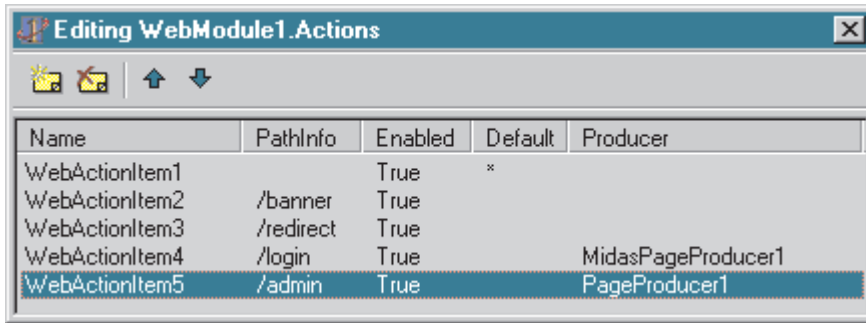 Editing WebModule1.Actions
Name PathInfo Enabled Default Producer
WebActionItem1 True *
WebActionItem2 /banner True
WebActionItem3 /redirect True
WebActionItem4 /login True MidasPageProducer1
WebActionItem5 /admin True PageProducer1